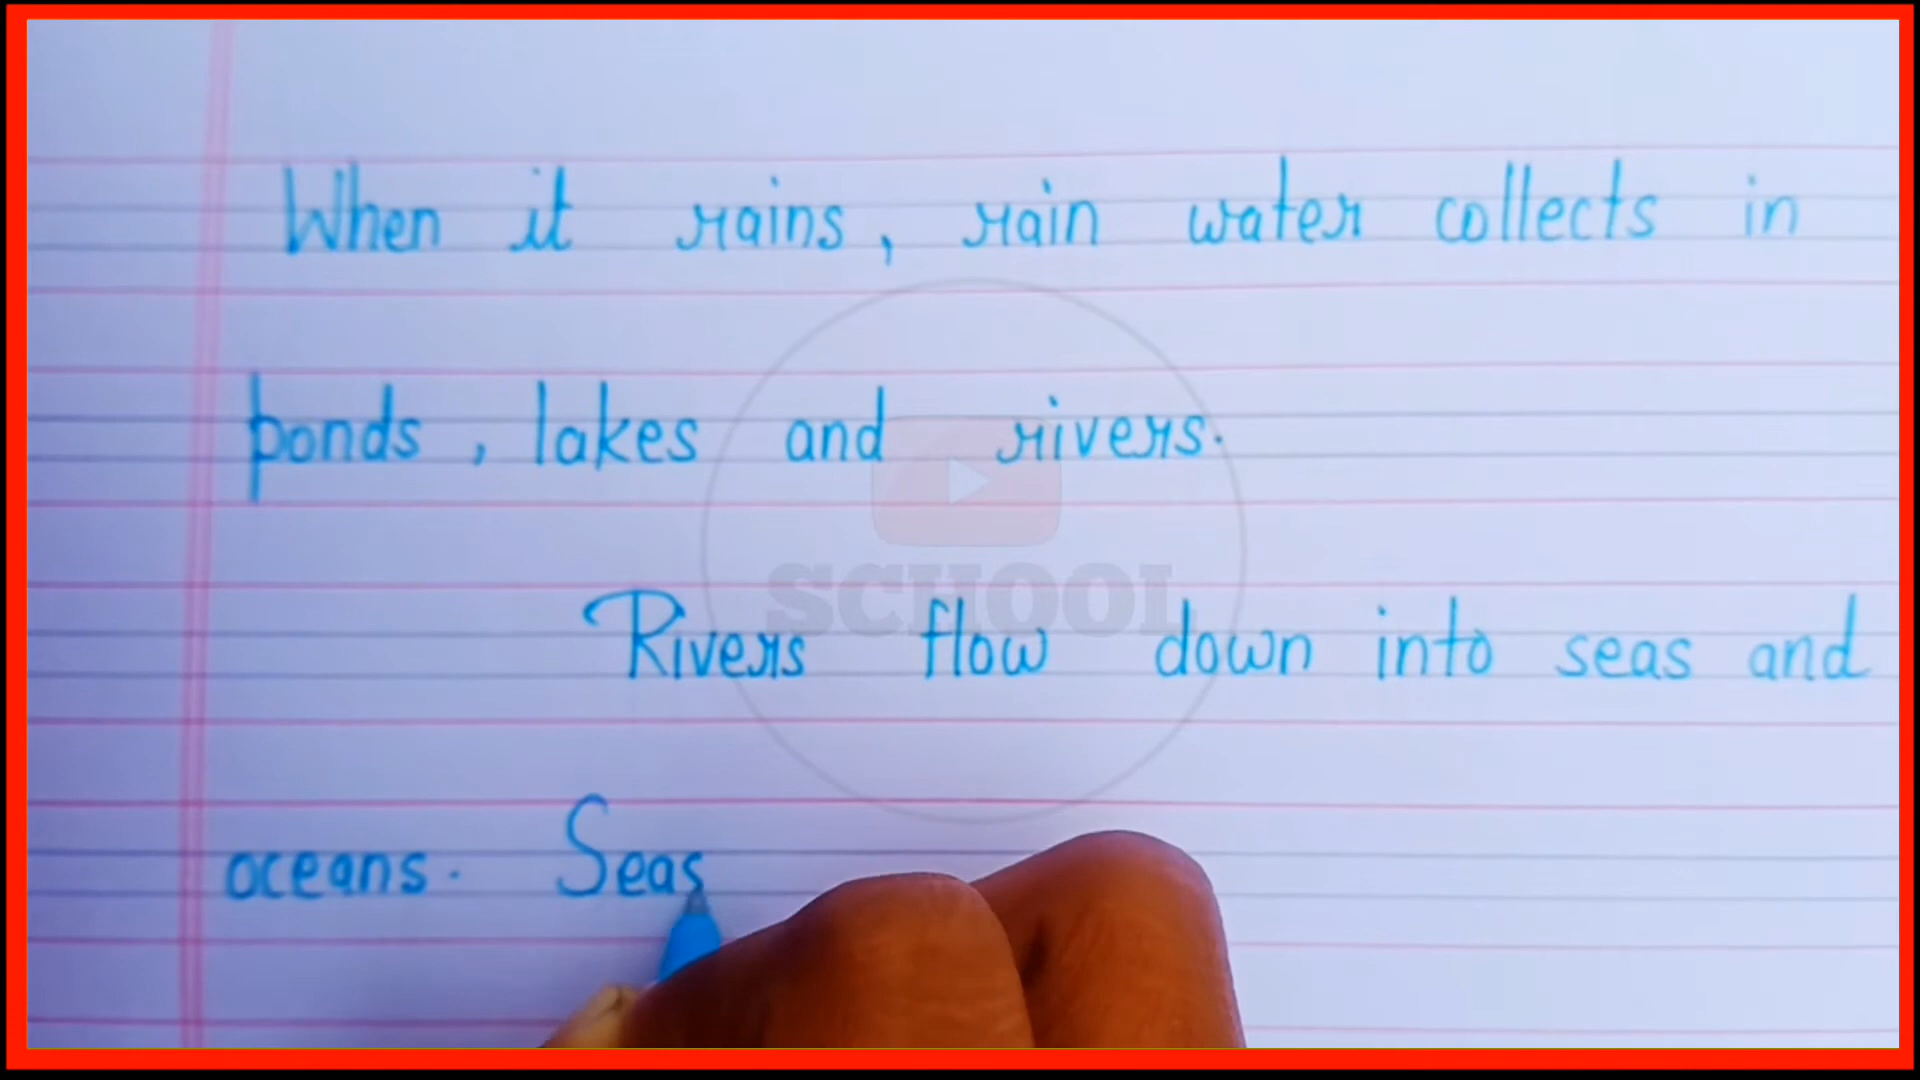 When it rains, rain water collects in
ponds, lakes and rivers.
SCHOOL
Rivers flow down into seas and
oceans. Seas